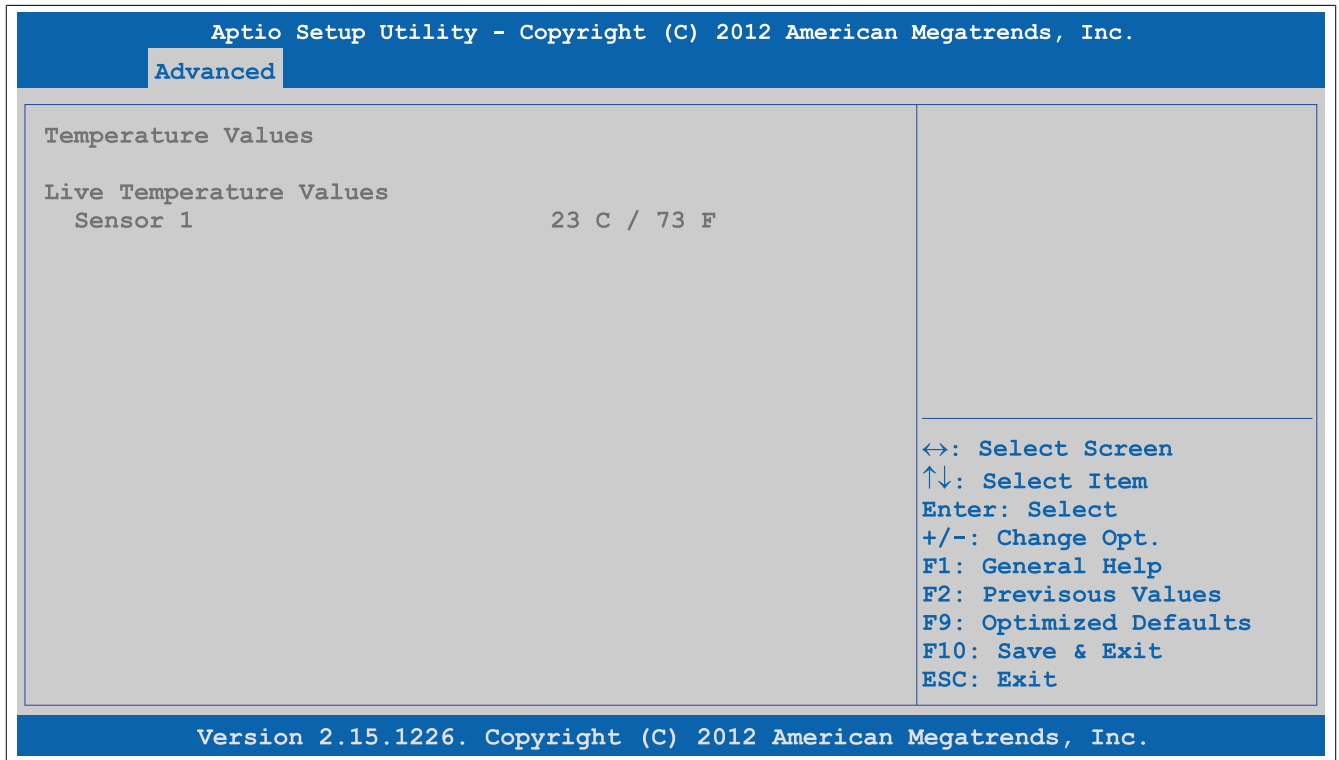 Aptio Setup Utility - Copyright (C) 2012 American Megatrends, Inc.
Advanced
Temperature Values
Live Temperature Values
Sensor 1 23 C / 73 F
↔: Select Screen
↑↓: Select Item
Enter: Select
+/-: Change Opt.
F1: General Help
F2: Previsous Values
F9: Optimized Defaults
F10: Save & Exit
ESC: Exit
Version 2.15.1226. Copyright (C) 2012 American Megatrends, Inc.